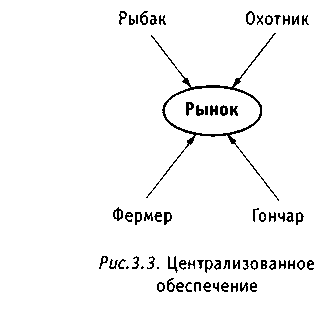 Рыбак Охотник
Рынок
Фермер Гончар
Рис.3.3. Централизованное
обеспечение